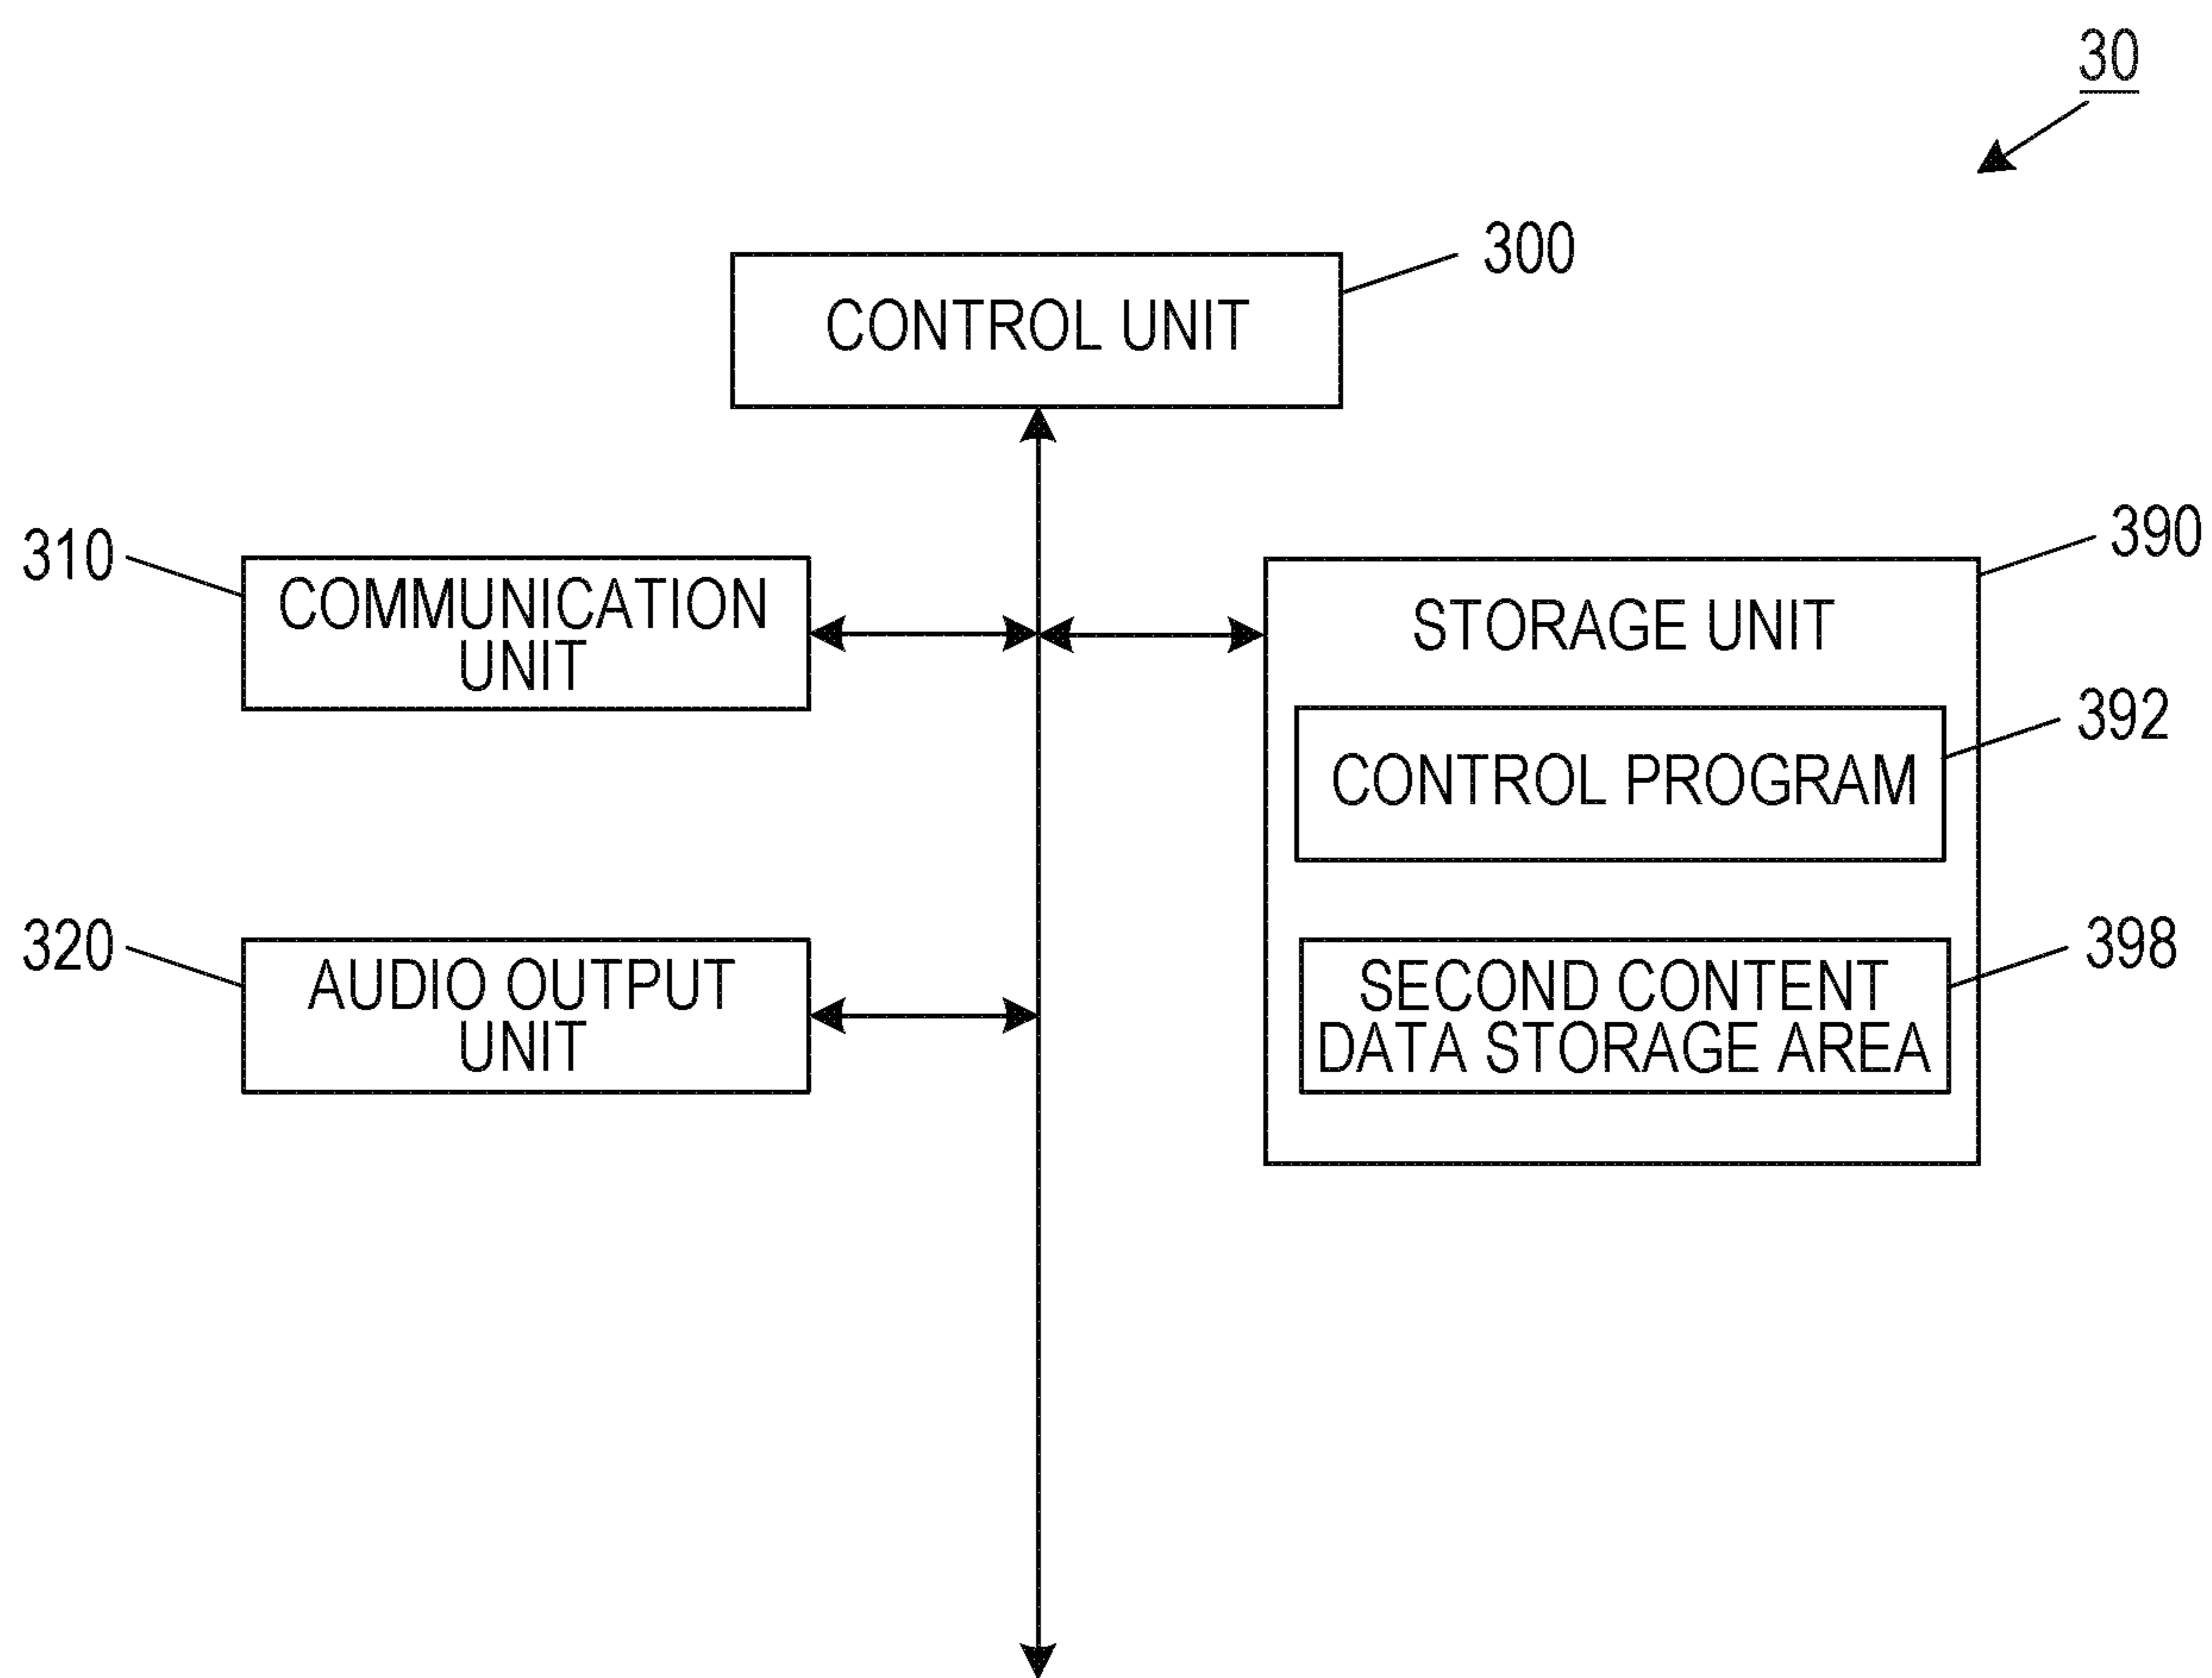 30
300
CONTROL UNIT
310
COMMUNICATION
UNIT
390
STORAGE UNIT
392
CONTROL PROGRAM
320
AUDIO OUTPUT
UNIT
398
SECOND CONTENT
DATA STORAGE AREA